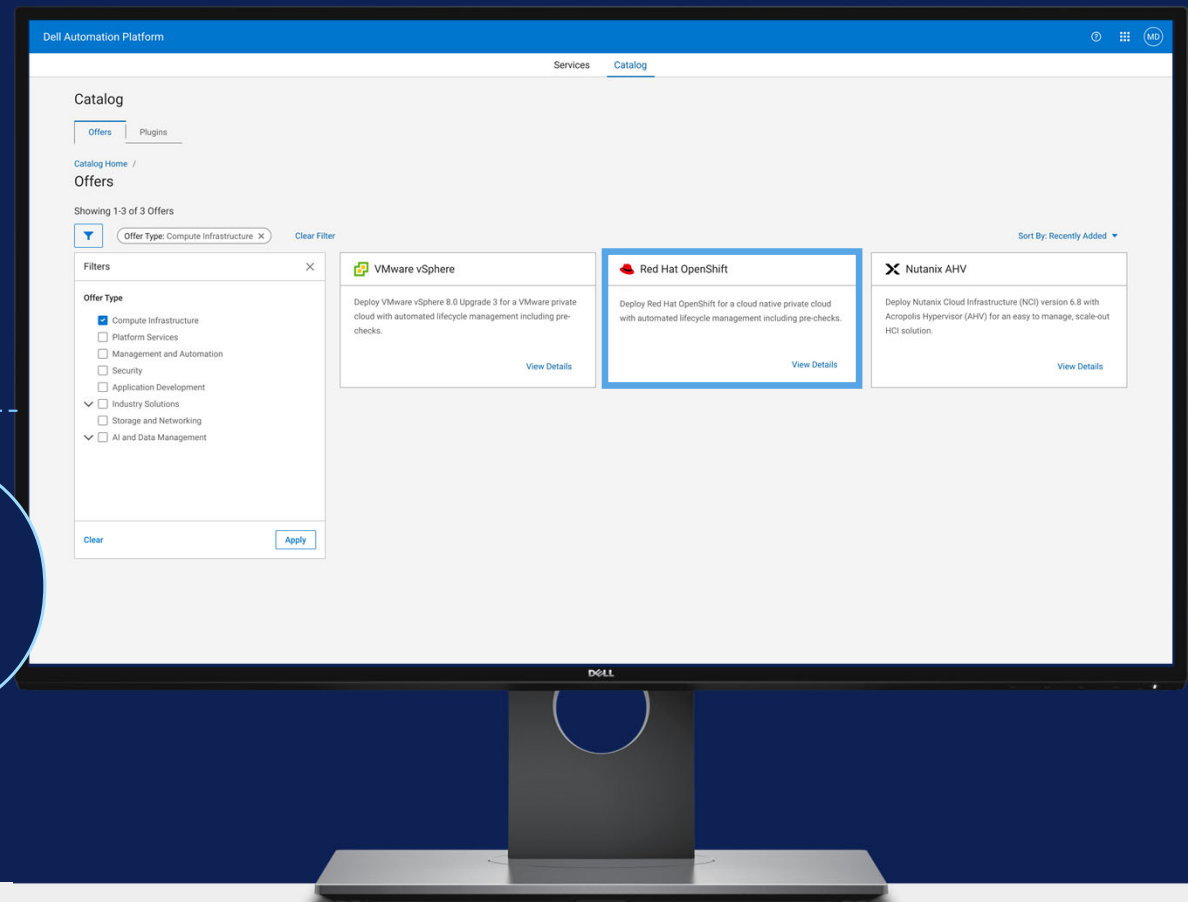 Dell Automation Platform
MD
Services Catalog
Catalog
Offers Plugins
Catalog Home /
Offers
Showing 1-3 of 3 Offers
Offer Type: Compute Infrastructure ×
Clear Filter
Sort By: Recently Added
Filters
Offer Type
Compute Infrastructure
Platform Services
Management and Automation
Security
Application Development
Industry Solutions
Storage and Networking
AI and Data Management
Clear
Apply
VMware vSphere
Deploy VMware vSphere 8.0 Upgrade 3 for a VMware private
cloud with automated lifecycle management including pre-
checks.
View Details
Red Hat OpenShift
Deploy Red Hat OpenShift for a cloud native private cloud
with automated lifecycle management including pre-checks.
View Details
Nutanix AHV
Deploy Nutanix Cloud Infrastructure (NCI) version 6.8 with
Acropolis Hypervisor (AHV) for an easy to manage, scale-out
HCI solution.
View Details
DELL